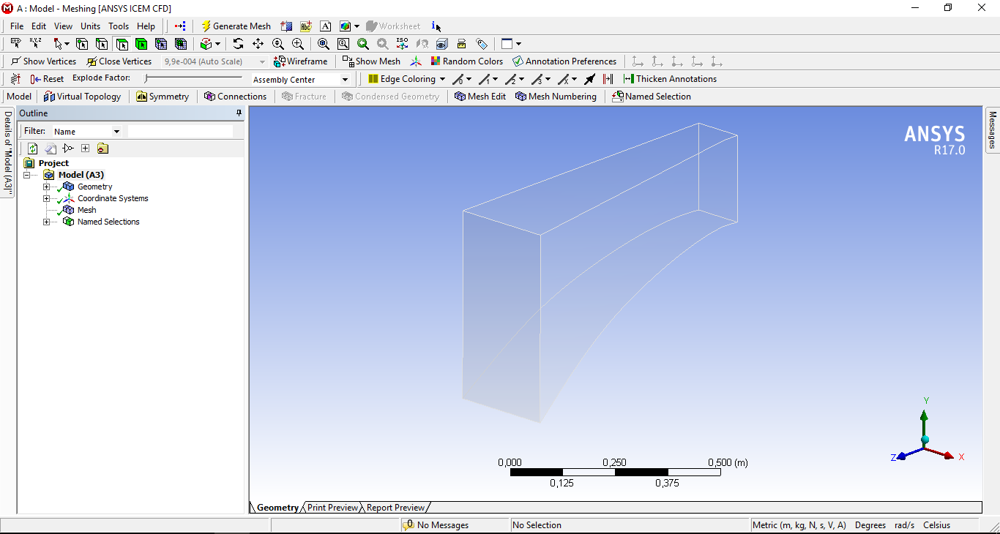 A : Model - Meshing [ANSYS ICEM CFD]
File Edit View Units Tools Help Generate Mesh Worksheet
Show Vertices Close Vertices 9,9e-004 (Auto Scale) Wireframe Show Mesh Random Colors Annotation Preferences
Reset Explode Factor: Assembly Center Edge Coloring Thicken Annotations
Model Virtual Topology Symmetry Connections Fracture Condensed Geometry Mesh Edit Mesh Numbering Named Selection
Details of "Model (A3)"
Outline
Filter: Name
Project
Model (A3)
Geometry
Coordinate Systems
Mesh
Named Selections
ANSYS
R17.0
Messages
Y
Z
X
0,000 0,250 0,500 (m)
0,125 0,375
Geometry Print Preview Report Preview
0 No Messages No Selection Metric (m, kg, N, s, V, A) Degrees rad/s Celsius